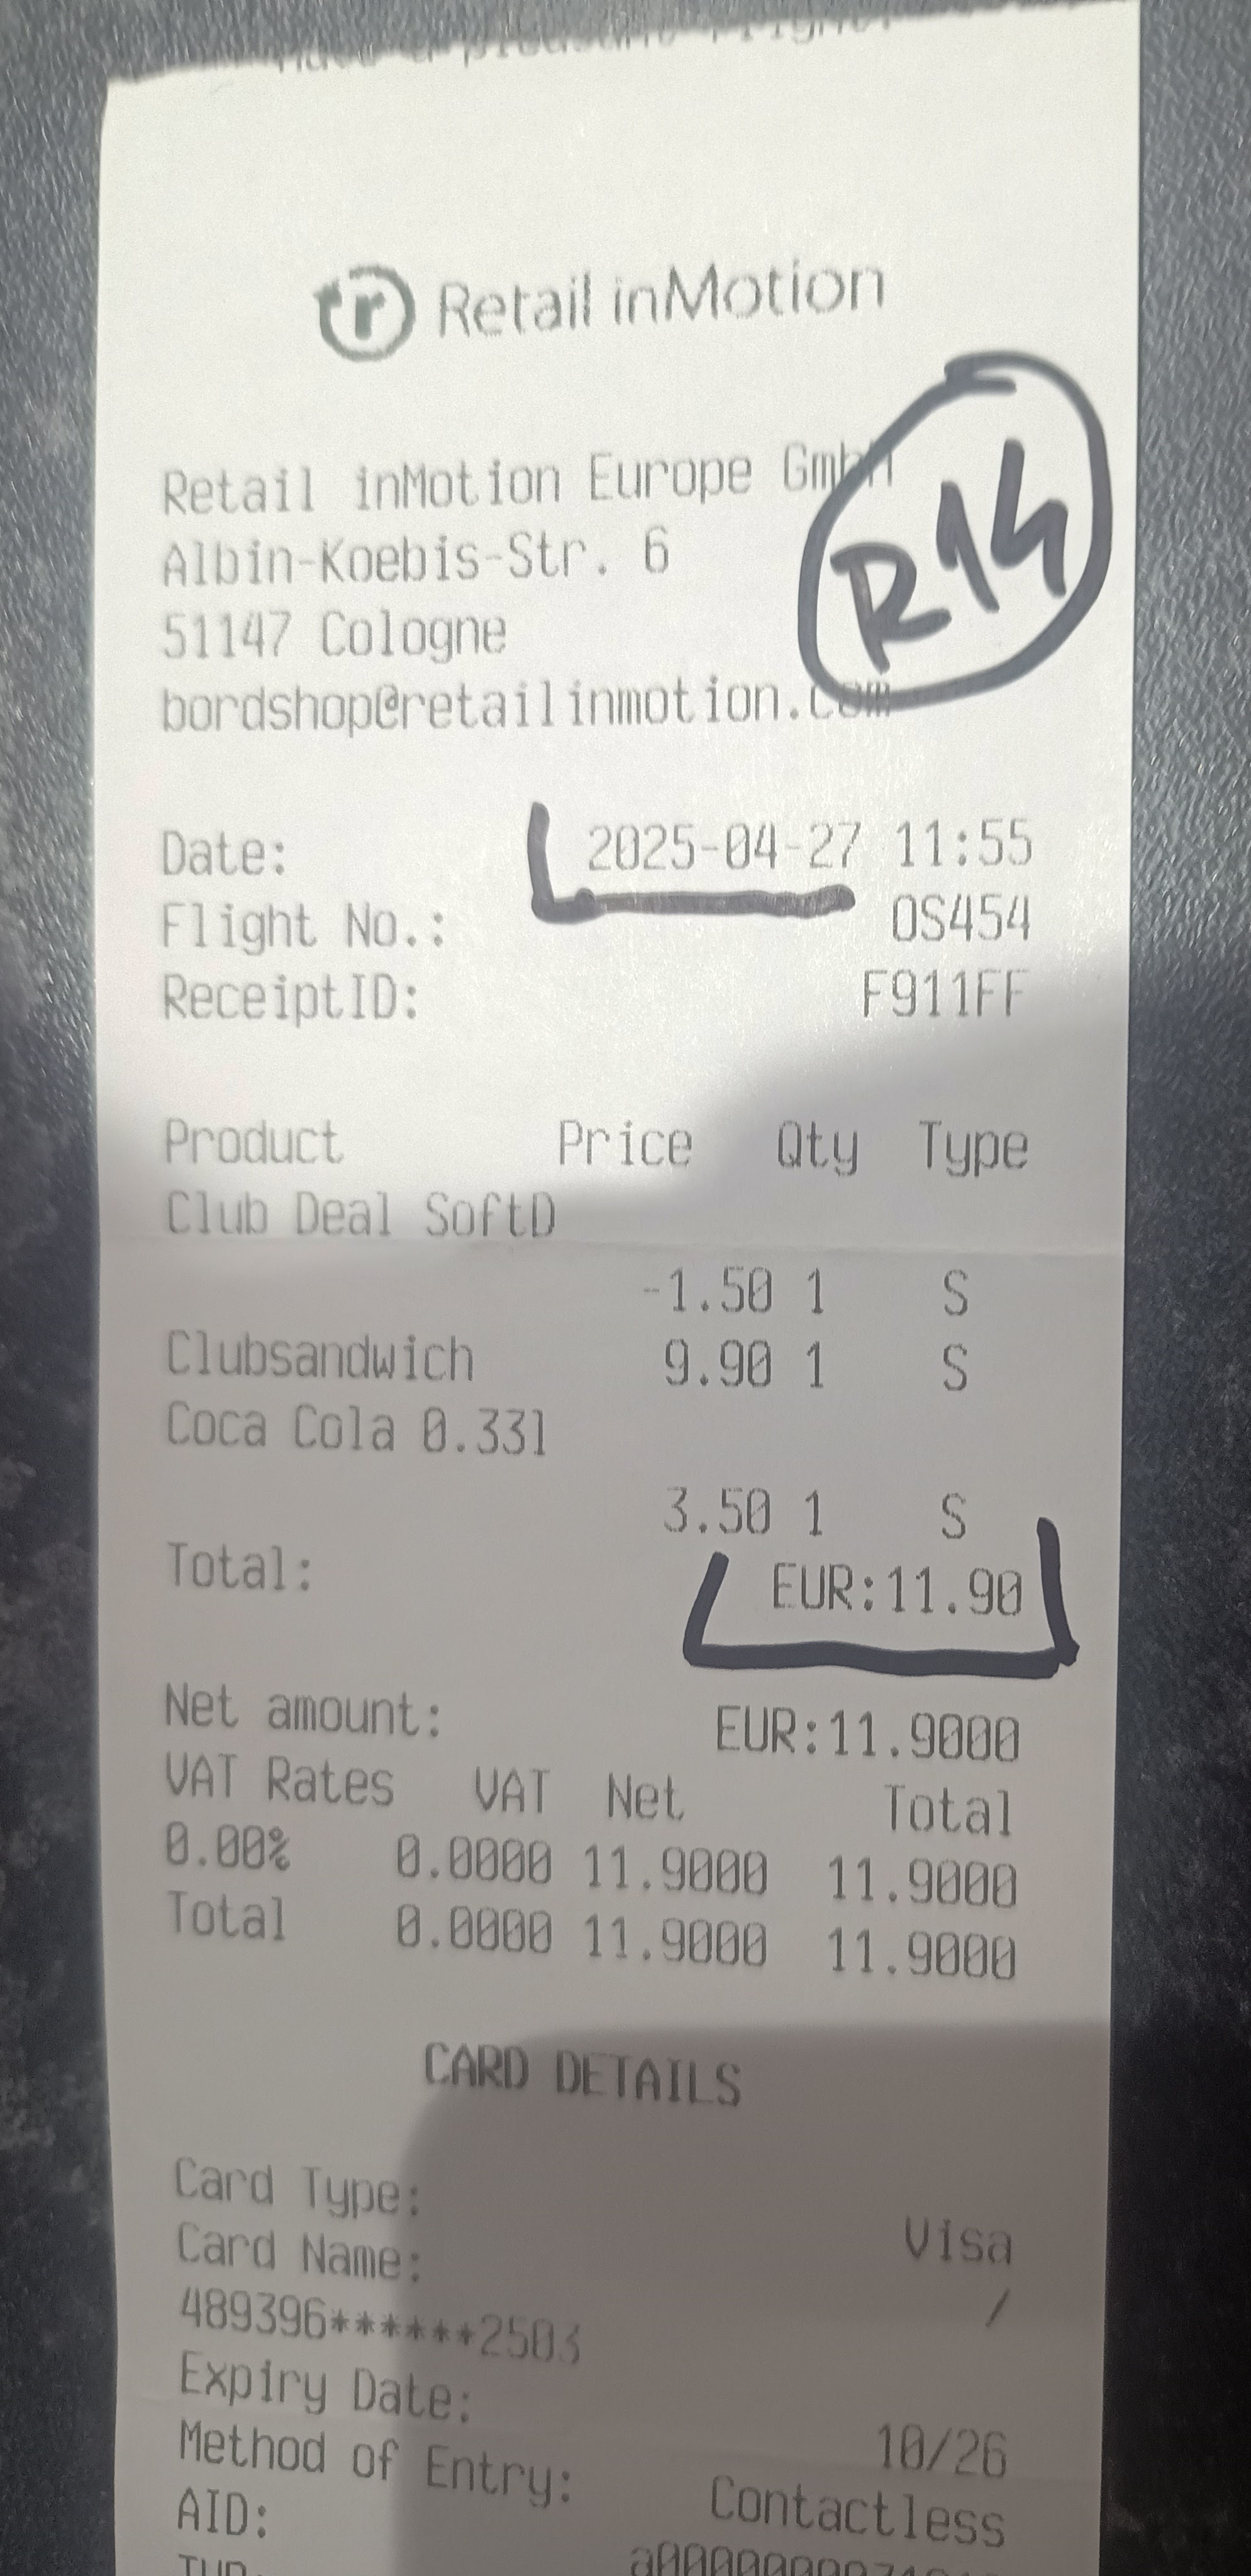 Have a pleasant flight
Retail inMotion
Retail inMotion Europe GmbH
R14
Albin-Koebis-Str. 6
51147 Cologne
bordshop@retailinmotion.com
Date: 2025-04-27 11:55
Flight No.: OS454
ReceiptID: F911FF
Product Price Qty Type
Club Deal SoftD
-1.50 1 S
Clubsandwich 9.90 1 S
Coca Cola 0.33l
3.50 1 S
Total: EUR:11.90
Net amount: EUR:11.9000
VAT Rates VAT Net Total
0.00% 0.0000 11.9000 11.9000
Total 0.0000 11.9000 11.9000
CARD DETAILS
Card Type: Visa
Card Name: /
489396******2503
Expiry Date: 10/26
Method of Entry: Contactless
AID: